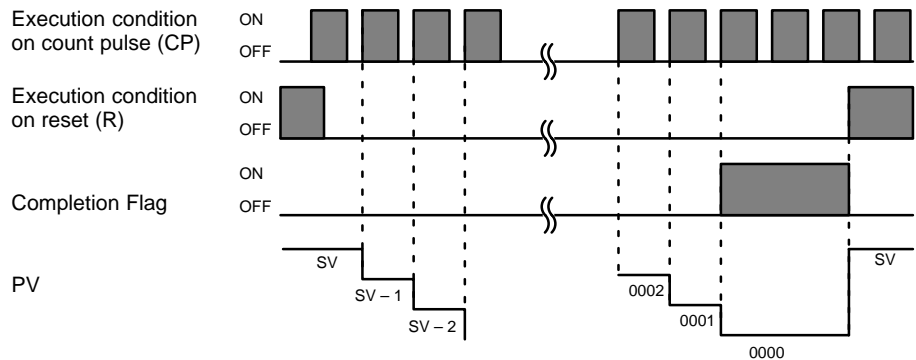 Execution condition
on count pulse (CP)
ON
OFF
Execution condition
on reset (R)
ON
OFF
Completion Flag
ON
OFF
PV
SV
SV – 1
SV – 2
0002
0001
0000
SV